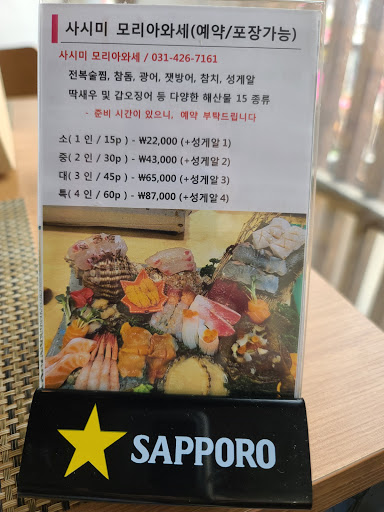 사시미 모리아와세(예약/포장가능)
사시미 모리아와세 / 031-426-7161
전복술찜, 참돔, 광어, 잿방어, 참치, 성게알
딱새우 및 갑오징어 등 다양한 해산물 15 종류
- 준비 시간이 있으니, 예약 부탁드립니다
소( 1 인 / 15p ) - ₩22,000 (+성게알 1)
중( 2 인 / 30p ) - ₩43,000 (+성게알 2)
대( 3 인 / 45p ) - ₩65,000 (+성게알 3)
특( 4 인 / 60p ) - ₩87,000 (+성게알 4)
SAPPORO